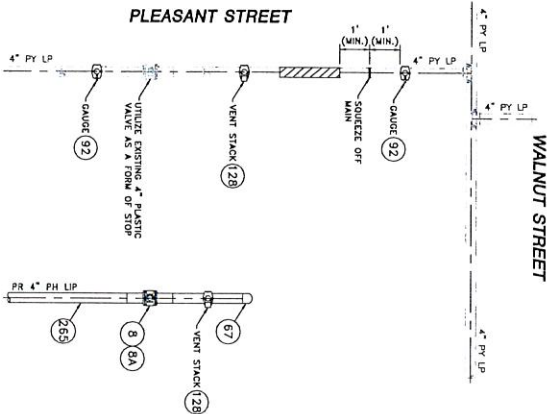 PLEASANT STREET
WALNUT STREET
4" PY LP
4" PY LP
1'
(MIN.)
1'
(MIN.)
4" PY LP
4" PY LP
4" PY LP
GAUGE 92
UTILIZE EXISTING 4" PLASTIC
VALVE AS A FORM OF STOP
VENT STACK 128
SQUEEZE OFF
MAIN
GAUGE 92
PR 4" PH LIP
265
8
8A
VENT STACK 128
67